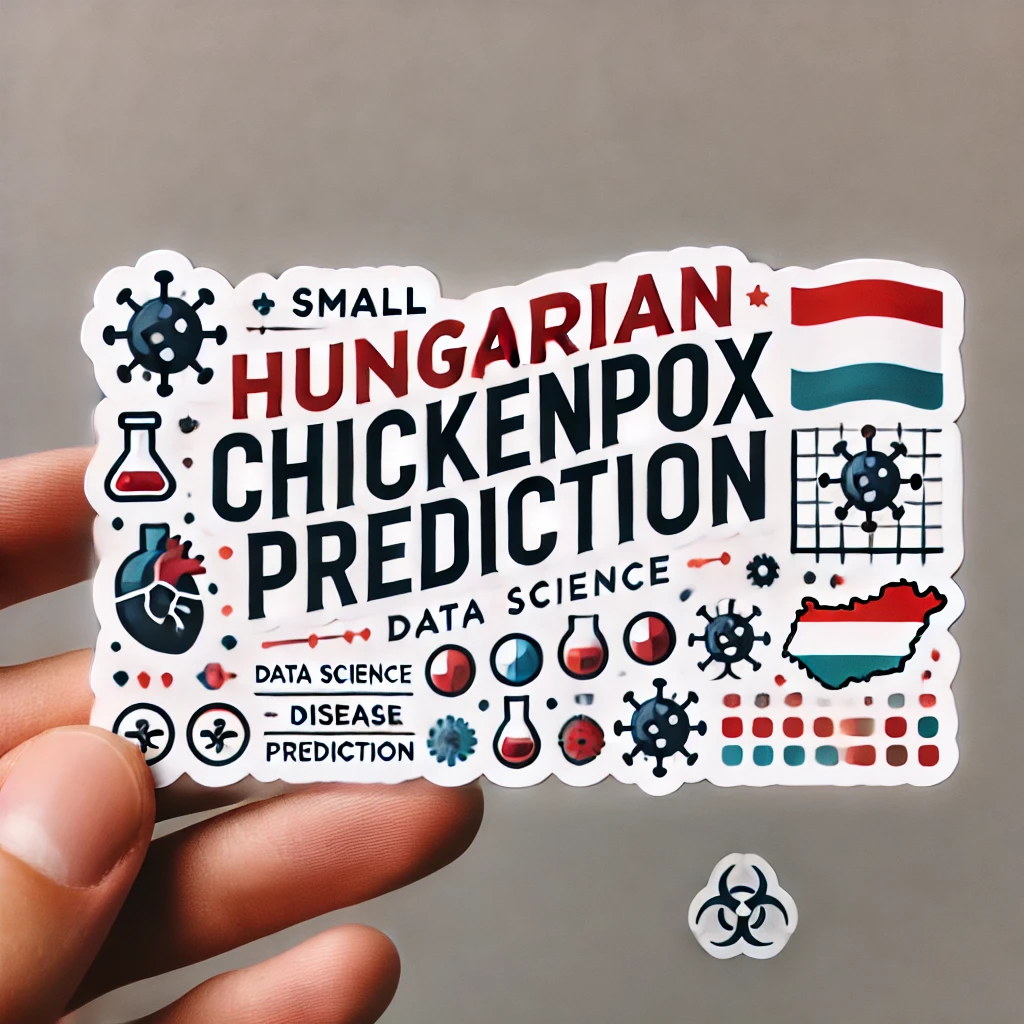 SMALL
HUNGARIAN
CHICKENPOX
PREDICTION
DATA SCIENCE
DATA SCIENCE
- DISEASE
PREDICTION